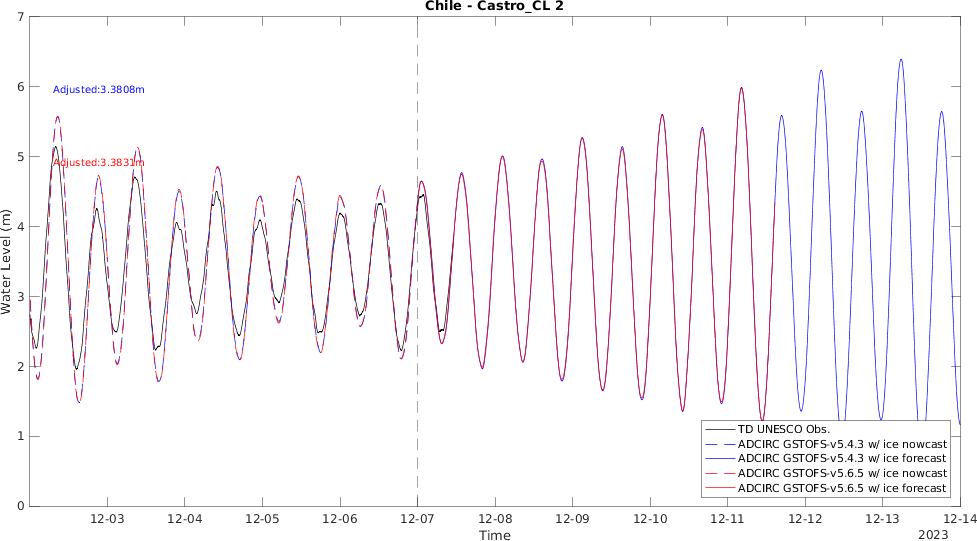 Chile - Castro_CL 2
7
6
5
4
3
2
1
0
Water Level (m)
Adjusted:3.3808m
Adjusted:3.3831m
TD UNESCO Obs.
ADCIRC GSTOFS-v5.4.3 w/ ice nowcast
ADCIRC GSTOFS-v5.4.3 w/ ice forecast
ADCIRC GSTOFS-v5.6.5 w/ ice nowcast
ADCIRC GSTOFS-v5.6.5 w/ ice forecast
12-03 12-04 12-05 12-06 12-07 12-08 12-09 12-10 12-11 12-12 12-13 12-14
Time
2023